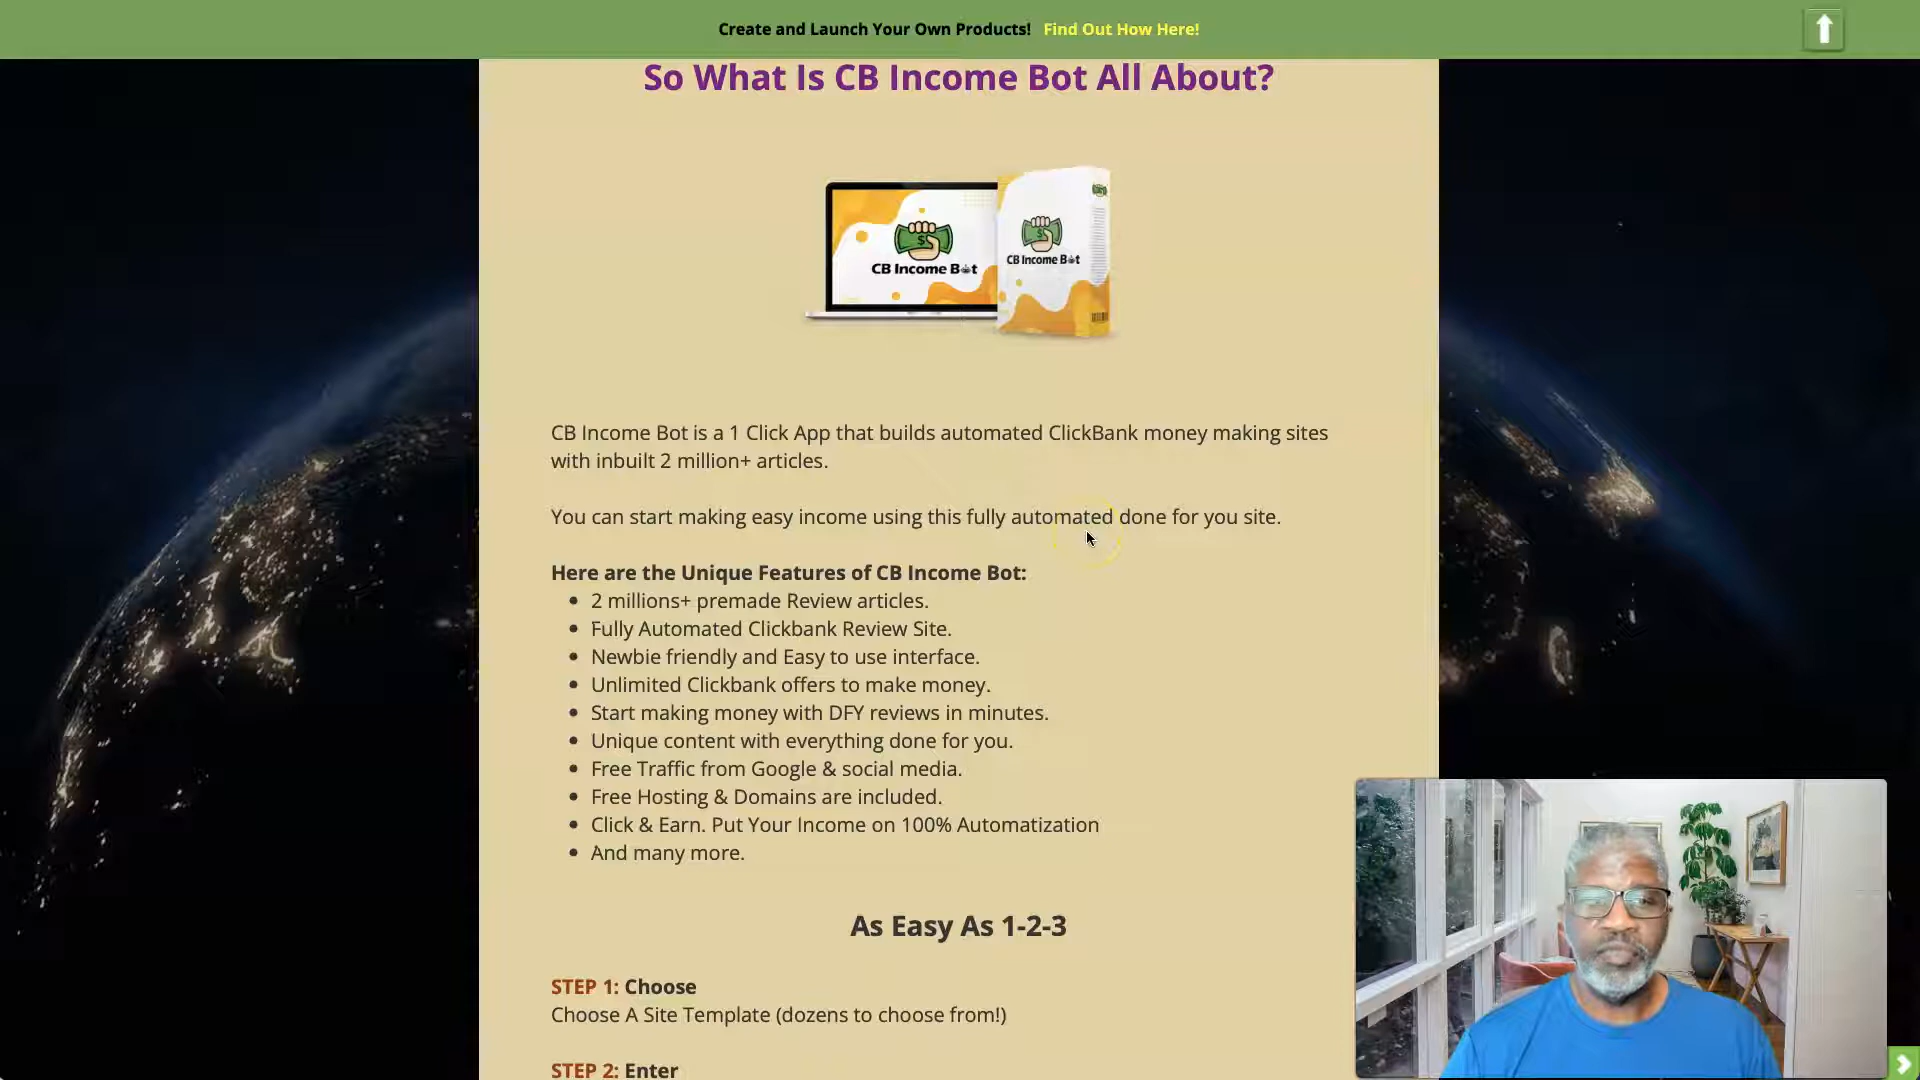 Create and Launch Your Own Products! Find Out How Here!
So What Is CB Income Bot All About?
CB Income Bot
CB Income Bot
CB Income Bot is a 1 Click App that builds automated ClickBank money making sites
with inbuilt 2 million+ articles.
You can start making easy income using this fully automated done for you site.
Here are the Unique Features of CB Income Bot:
2 millions+ premade Review articles.
Fully Automated Clickbank Review Site.
Newbie friendly and Easy to use interface.
Unlimited Clickbank offers to make money.
Start making money with DFY reviews in minutes.
Unique content with everything done for you.
Free Traffic from Google & social media.
Free Hosting & Domains are included.
Click & Earn. Put Your Income on 100% Automatization
And many more.
As Easy As 1-2-3
STEP 1: Choose
Choose A Site Template (dozens to choose from!)
STEP 2: Enter